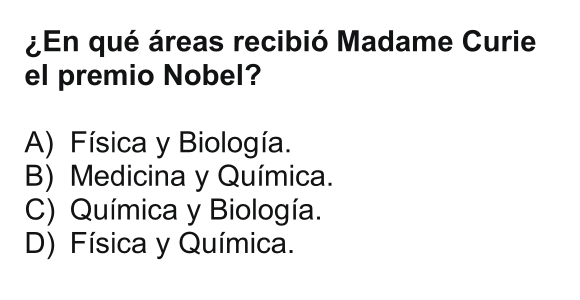 ¿En qué áreas recibió Madame Curie
el premio Nobel?
A) Física y Biología.
B) Medicina y Química.
C) Química y Biología.
D) Física y Química.